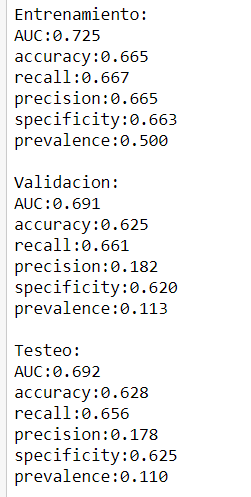 Entrenamiento:
AUC:0.725
accuracy:0.665
recall:0.667
precision:0.665
specificity:0.663
prevalence:0.500
Validacion:
AUC:0.691
accuracy:0.625
recall:0.661
precision:0.182
specificity:0.620
prevalence:0.113
Testeo:
AUC:0.692
accuracy:0.628
recall:0.656
precision:0.178
specificity:0.625
prevalence:0.110